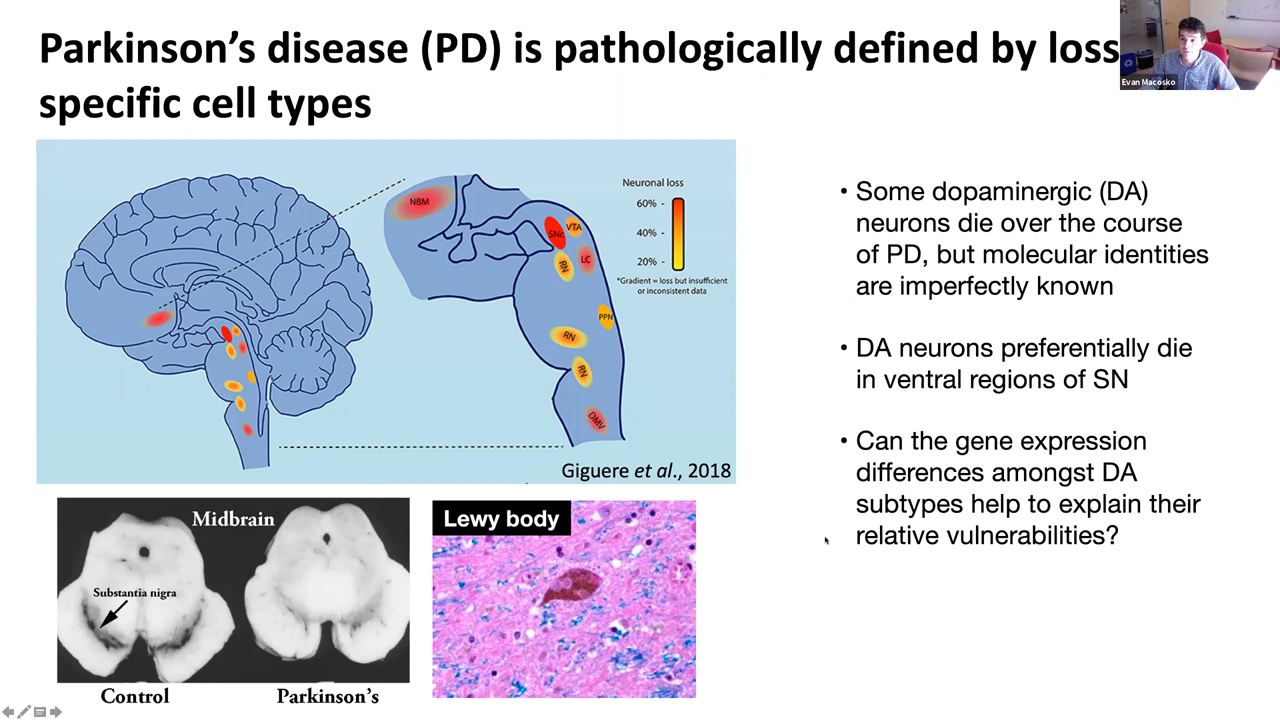 Parkinson's disease (PD) is pathologically defined by loss
specific cell types
Evan Macosko
NBM
SNc
VTA
RN
LC
PPN
RN
RN
DMV
Neuronal loss
60% -
40% -
20% -
*Gradient = loss but insufficient
or inconsistent data
Giguere et al., 2018
Midbrain
Substantia nigra
Control
Parkinson's
Lewy body
• Some dopaminergic (DA)
neurons die over the course
of PD, but molecular identities
are imperfectly known
• DA neurons preferentially die
in ventral regions of SN
• Can the gene expression
differences amongst DA
subtypes help to explain their
relative vulnerabilities?